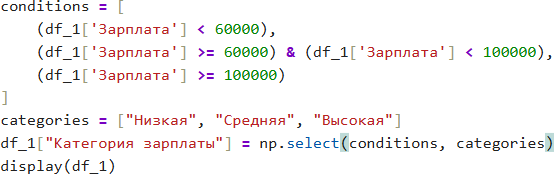 conditions = [
    (df_1['Зарплата'] < 60000),
    (df_1['Зарплата'] >= 60000) & (df_1['Зарплата'] < 100000),
    (df_1['Зарплата'] >= 100000)
]
categories = ["Низкая", "Средняя", "Высокая"]
df_1["Категория зарплаты"] = np.select(conditions, categories)
display(df_1)